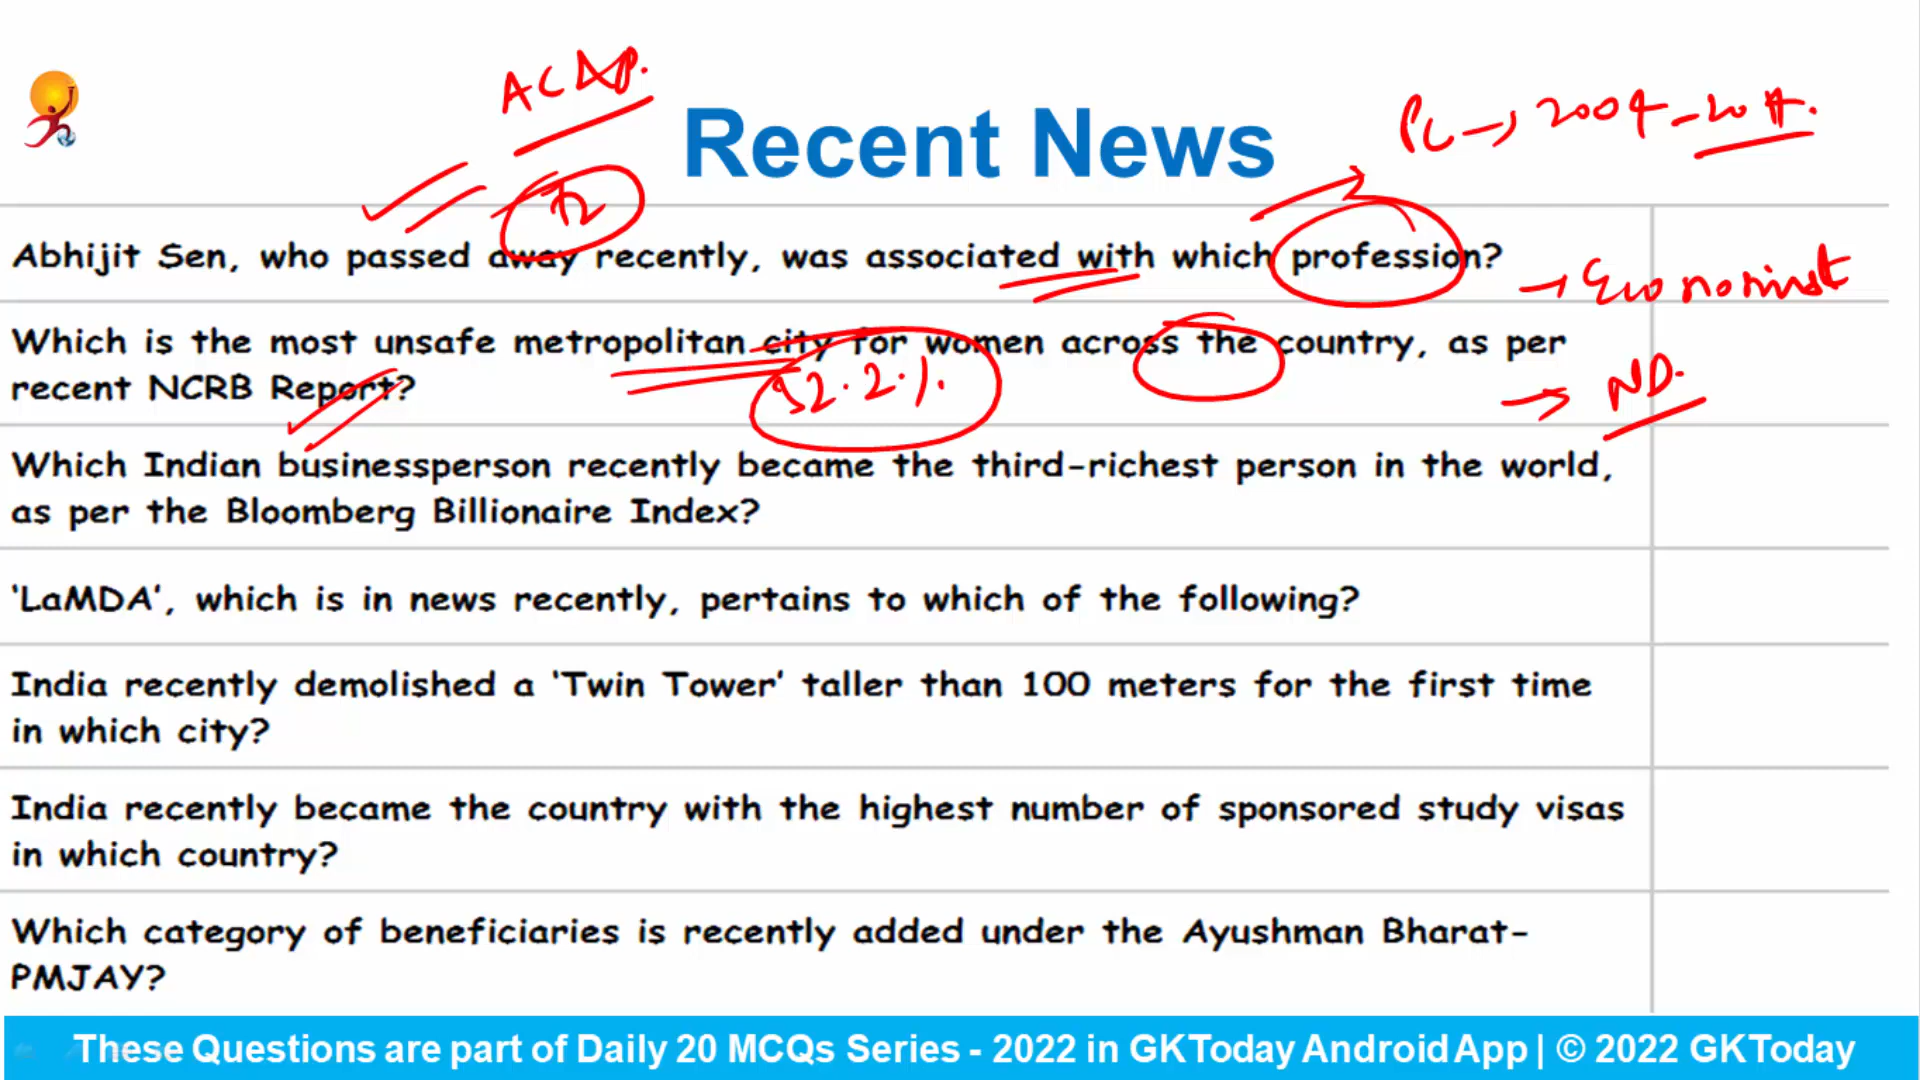 ACAP.
Recent News
PC → 2004-2014.
72
Abhijit Sen, who passed away recently, was associated with which profession?
→ Economist
Which is the most unsafe metropolitan city for women across the country, as per
recent NCRB Report?
32.2%.
→ ND.
Which Indian businessperson recently became the third-richest person in the world,
as per the Bloomberg Billionaire Index?
‘LaMDA’, which is in news recently, pertains to which of the following?
India recently demolished a ‘Twin Tower’ taller than 100 meters for the first time
in which city?
India recently became the country with the highest number of sponsored study visas
in which country?
Which category of beneficiaries is recently added under the Ayushman Bharat-
PMJAY?
These Questions are part of Daily 20 MCQs Series - 2022 in GKToday Android App | © 2022 GKToday